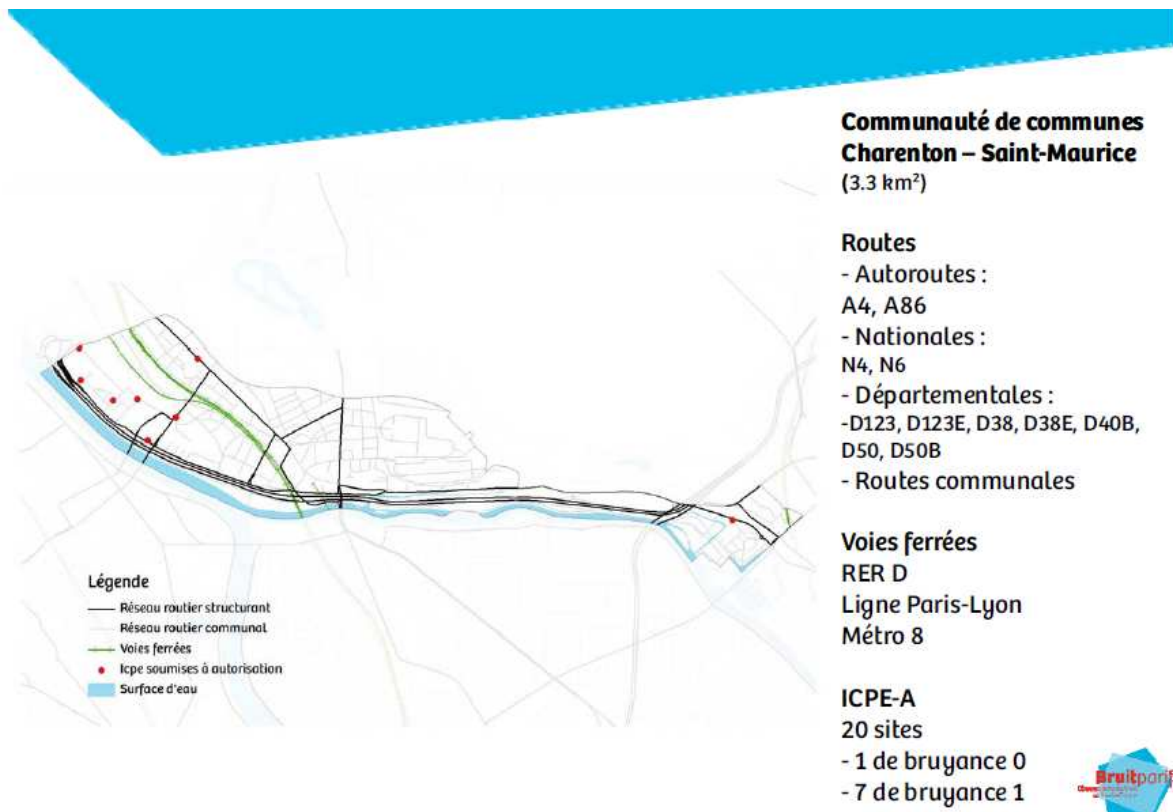 Communauté de communes
Charenton – Saint-Maurice
(3.3 km²)
Routes
- Autoroutes :
A4, A86
- Nationales :
N4, N6
- Départementales :
-D123, D123E, D38, D38E, D40B,
D50, D50B
- Routes communales
Voies ferrées
RER D
Ligne Paris-Lyon
Métro 8
ICPE-A
20 sites
- 1 de bruyance 0
- 7 de bruyance 1
Légende
Réseau routier structurant
Réseau routier communal
Voies ferrées
Icpe soumises à autorisation
Surface d'eau
Bruitparif